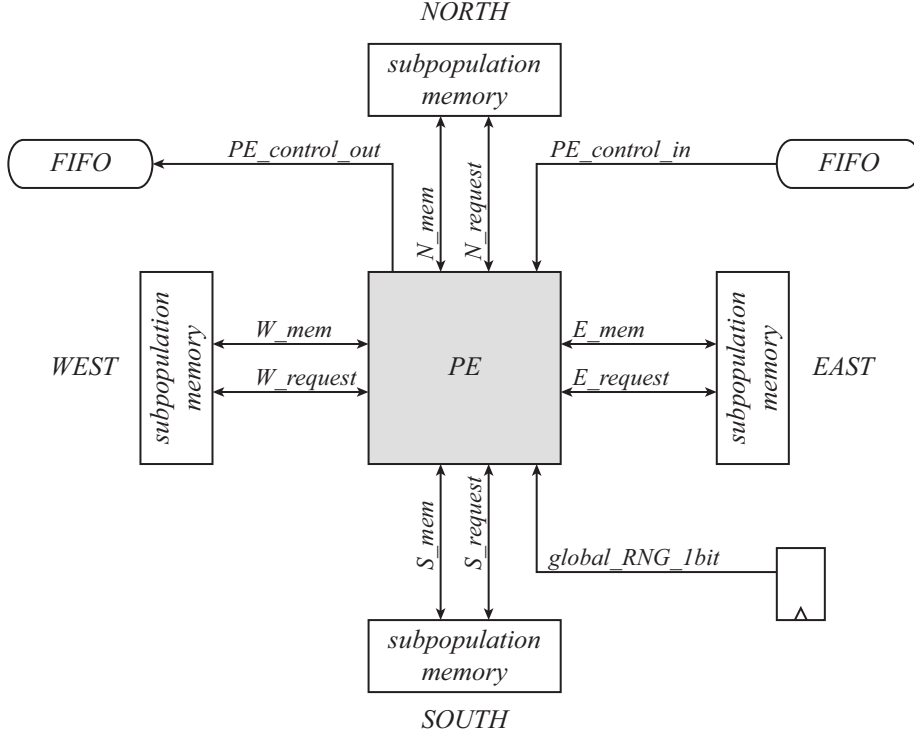 NORTH
subpopulation
memory
FIFO
PE_control_out
PE_control_in
FIFO
N_mem
N_request
WEST
subpopulation
memory
W_mem
W_request
PE
E_mem
E_request
subpopulation
memory
EAST
S_mem
S_request
global_RNG_1bit
subpopulation
memory
SOUTH